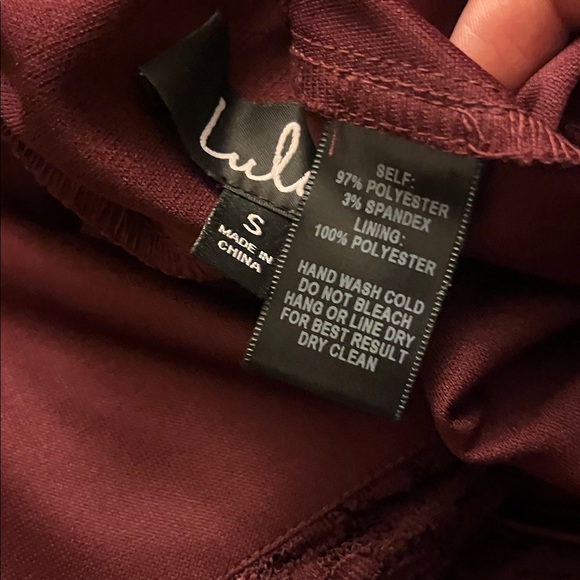 Lulu
S
MADE IN
CHINA
SELF:
97% POLYESTER
3% SPANDEX
LINING:
100% POLYESTER
HAND WASH COLD
DO NOT BLEACH
HANG OR LINE DRY
FOR BEST RESULT
DRY CLEAN